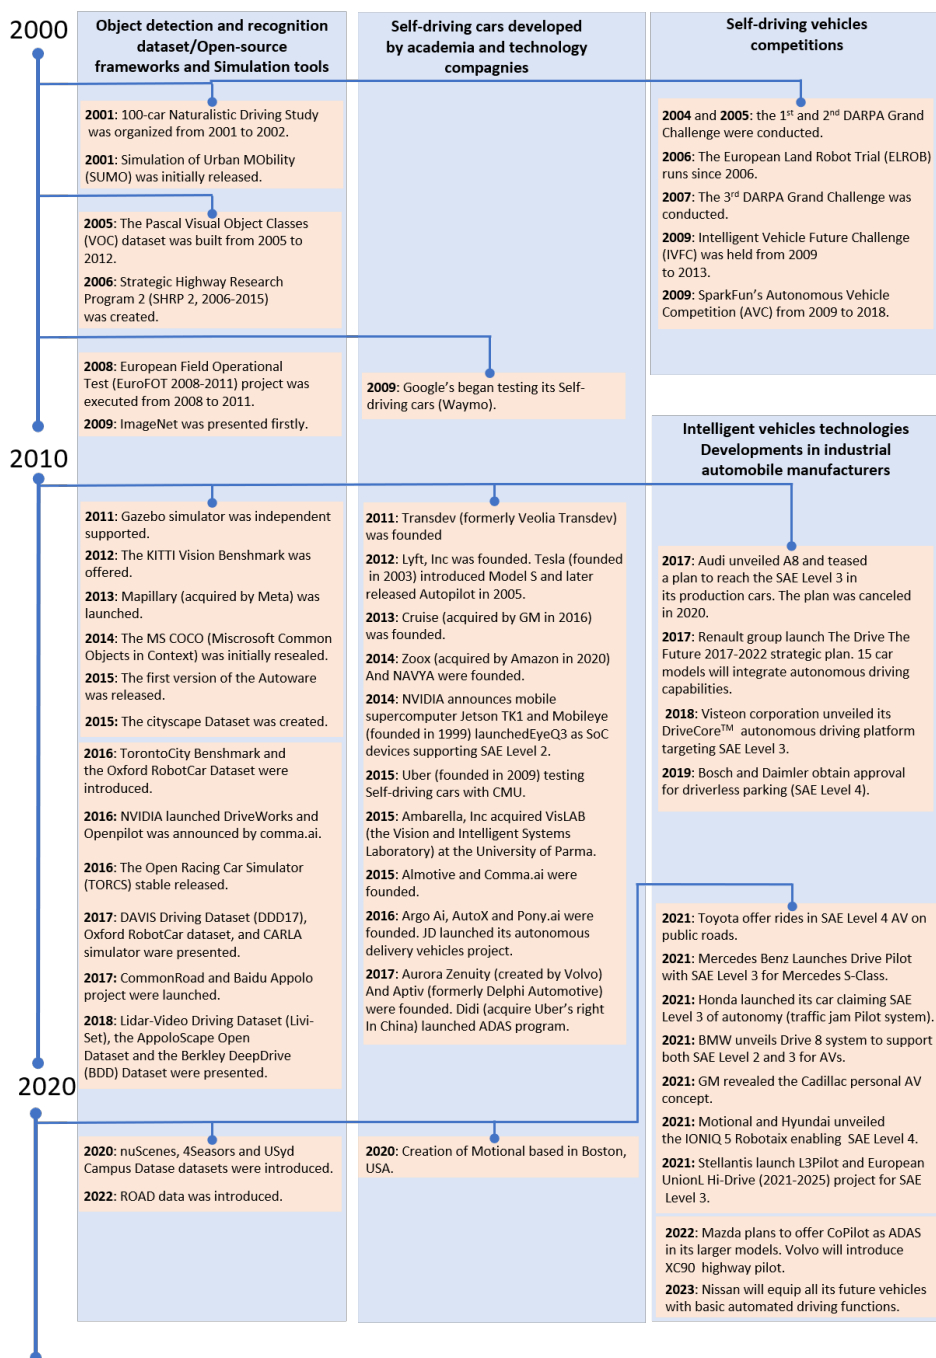 2000
Object detection and recognition
dataset/Open-source
frameworks and Simulation tools
Self-driving cars developed
by academia and technology
compagnies
Self-driving vehicles
competitions
2001: 100-car Naturalistic Driving Study
was organized from 2001 to 2002.
2001: Simulation of Urban MObility
(SUMO) was initially released.
2004 and 2005: the 1st and 2nd DARPA Grand
Challenge were conducted.
2006: The European Land Robot Trial (ELROB)
runs since 2006.
2007: The 3rd DARPA Grand Challenge was
conducted.
2009: Intelligent Vehicle Future Challenge
(IVFC) was held from 2009
to 2013.
2009: SparkFun's Autonomous Vehicle
Competition (AVC) from 2009 to 2018.
2005: The Pascal Visual Object Classes
(VOC) dataset was built from 2005 to
2012.
2006: Strategic Highway Research
Program 2 (SHRP 2, 2006-2015)
was created.
2008: European Field Operational
Test (EuroFOT 2008-2011) project was
executed from 2008 to 2011.
2009: ImageNet was presented firstly.
2009: Google's began testing its Self-
driving cars (Waymo).
2010
Intelligent vehicles technologies
Developments in industrial
automobile manufacturers
2011: Gazebo simulator was independent
supported.
2012: The KITTI Vision Benshmark was
offered.
2013: Mapillary (acquired by Meta) was
launched.
2014: The MS COCO (Miscrosoft Common
Objects in Context) was initially resealed.
2015: The first version of the Autoware
was released.
2015: The cityscape Dataset was created.
2016: TorontoCity Benshmark and
the Oxford RobotCar Dataset were
introduced.
2016: NVIDIA launched DriveWorks and
Openpilot was announced by comma.ai.
2016: The Open Racing Car Simulator
(TORCS) stable released.
2017: DAVIS Driving Dataset (DDD17),
Oxford RobotCar dataset, and CARLA
simulator were presented.
2017: CommonRoad and Baidu Appolo
project were launched.
2018: Lidar-Video Driving Dataset (Livi-
Set), the AppoloScape Open
Dataset and the Berkley DeepDrive
(BDD) Dataset were presented.
2011: Transdev (formerly Veolia Transdev)
was founded
2012: Lyft, Inc was founded. Tesla (founded
in 2003) introduced Model S and later
released Autopilot in 2005.
2013: Cruise (acquired by GM in 2016)
was founded.
2014: Zoox (acquired by Amazon in 2020)
And NAVYA were founded.
2014: NVIDIA announces mobile
supercomputer Jetson TK1 and Mobileye
(founded in 1999) launchedEyeQ3 as SoC
devices supporting SAE Level 2.
2015: Uber (founded in 2009) testing
Self-driving cars with CMU.
2015: Ambarella, Inc acquired VisLAB
(the Vision and Intelligent Systems
Laboratory) at the University of Parma.
2015: Almotive and Comma.ai were
founded.
2016: Argo Ai, AutoX and Pony.ai were
founded. JD launched its autonomous
delivery vehicles project.
2017: Aurora Zenuity (created by Volvo)
And Aptiv (formerly Delphi Automotive)
were founded. Didi (acquire Uber's right
In China) launched ADAS program.
2017: Audi unveiled A8 and teased
a plan to reach the SAE Level 3 in
its production cars. The plan was canceled
in 2020.
2017: Renault group launch The Drive The
Future 2017-2022 strategic plan. 15 car
models will integrate autonomous driving
capabilities.
2018: Visteon corporation unveiled its
DriveCore™ autonomous driving platform
targeting SAE Level 3.
2019: Bosch and Daimler obtain approval
for driverless parking (SAE Level 4).
2020
2020: nuScenes, 4Seasons and USyd
Campus Datase datasets were introduced.
2022: ROAD data was introduced.
2020: Creation of Motional based in Boston,
USA.
2021: Toyota offer rides in SAE Level 4 AV on
public roads.
2021: Mercedes Benz Launches Drive Pilot
with SAE Level 3 for Mercedes S-Class.
2021: Honda launched its car claiming SAE
Level 3 of autonomy (traffic jam Pilot system).
2021: BMW unveils Drive 8 system to support
both SAE Level 2 and 3 for AVs.
2021: GM revealed the Cadillac personal AV
concept.
2021: Motional and Hyundai unveiled
the IONIQ 5 Robotaix enabling SAE Level 4.
2021: Stellantis launch L3Pilot and European
UnionL Hi-Drive (2021-2025) project for SAE
Level 3.
2022: Mazda plans to offer CoPilot as ADAS
in its larger models. Volvo will introduce
XC90 highway pilot.
2023: Nissan will equip all its future vehicles
with basic automated driving functions.